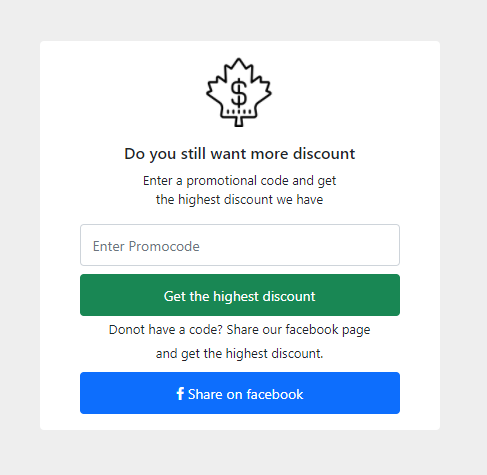 $
Do you still want more discount
Enter a promotional code and get
the highest discount we have
Enter Promocode
Get the highest discount
Donot have a code? Share our facebook page
and get the highest discount.
f Share on facebook